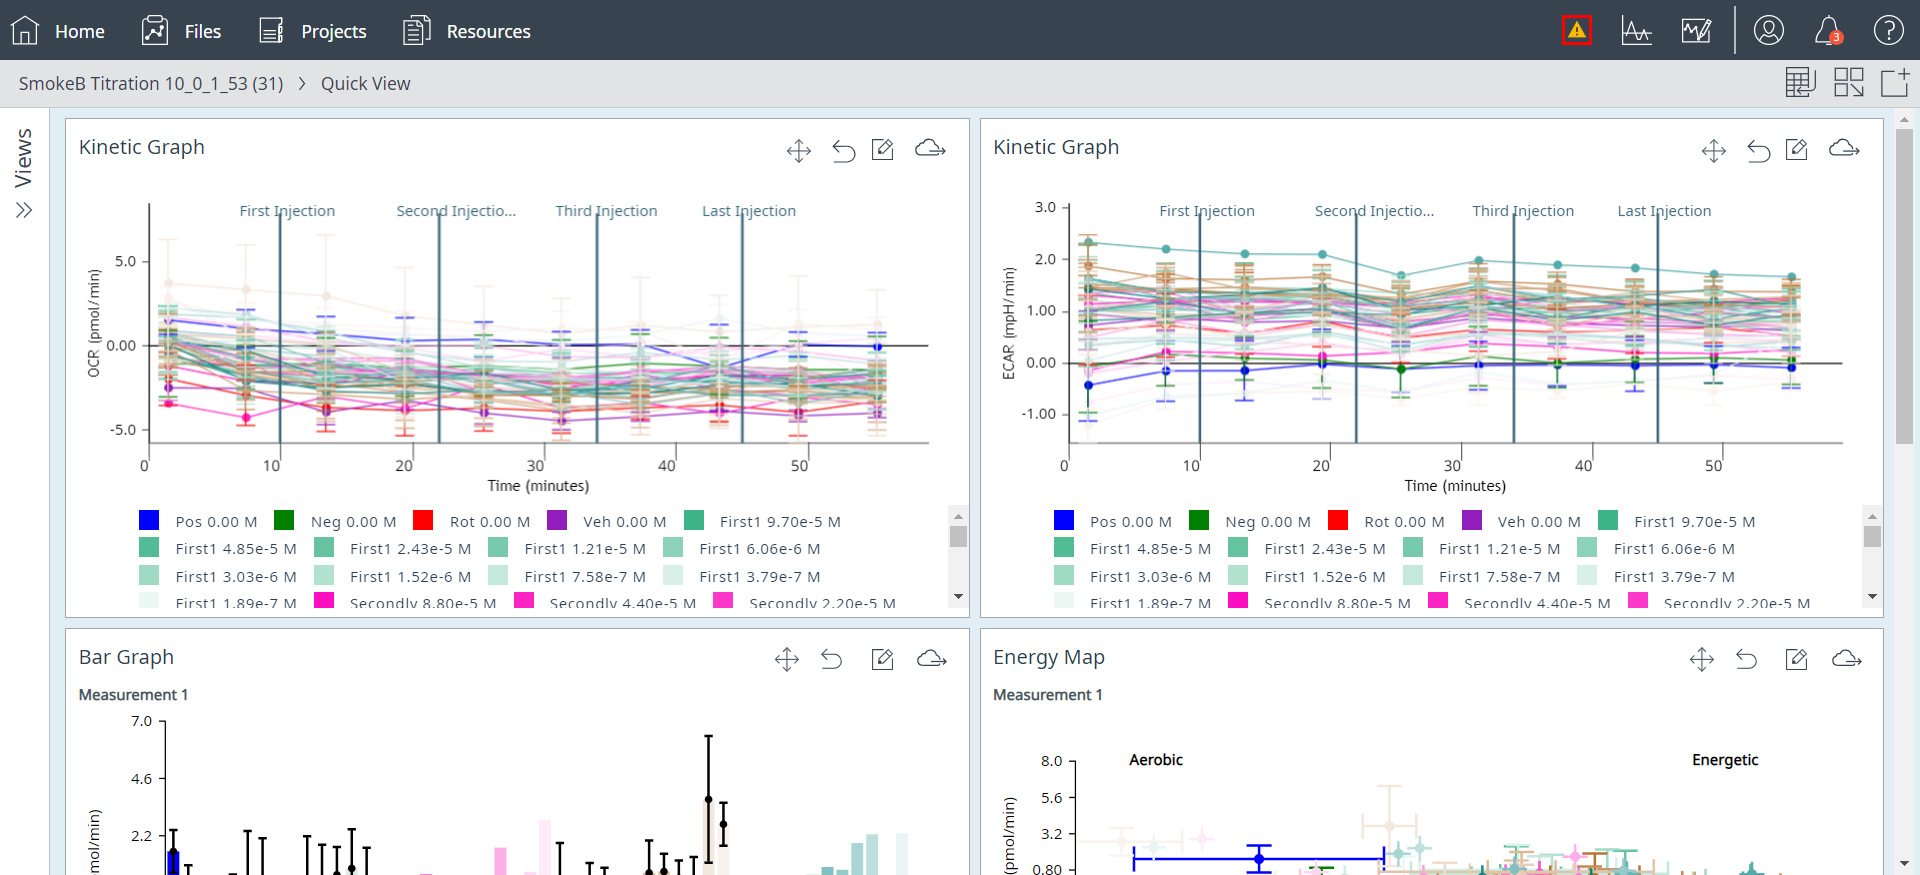 Home Files Projects Resources 3
SmokeB Titration 10_0_1_53 (31) > Quick View
Views
Kinetic Graph
First Injection Second Injectio... Third Injection Last Injection
OCR (pmol/min)
5.0
0.00
-5.0
0 10 20 30 40 50
Time (minutes)
Pos 0.00 M Neg 0.00 M Rot 0.00 M Veh 0.00 M First1 9.70e-5 M
First1 4.85e-5 M First1 2.43e-5 M First1 1.21e-5 M First1 6.06e-6 M
First1 3.03e-6 M First1 1.52e-6 M First1 7.58e-7 M First1 3.79e-7 M
First1 1.89e-7 M Secondly 8.80e-5 M Secondly 4.40e-5 M Secondly 2.20e-5 M
Kinetic Graph
First Injection Second Injectio... Third Injection Last Injection
ECAR (mpH/min)
3.0
2.0
1.00
0.00
-1.00
0 10 20 30 40 50
Time (minutes)
Pos 0.00 M Neg 0.00 M Rot 0.00 M Veh 0.00 M First1 9.70e-5 M
First1 4.85e-5 M First1 2.43e-5 M First1 1.21e-5 M First1 6.06e-6 M
First1 3.03e-6 M First1 1.52e-6 M First1 7.58e-7 M First1 3.79e-7 M
First1 1.89e-7 M Secondly 8.80e-5 M Secondly 4.40e-5 M Secondly 2.20e-5 M
Bar Graph
Measurement 1
7.0
4.6
2.2
mol/min)
Energy Map
Measurement 1
Aerobic Energetic
8.0
5.6
3.2
0.80
(pmol/min)